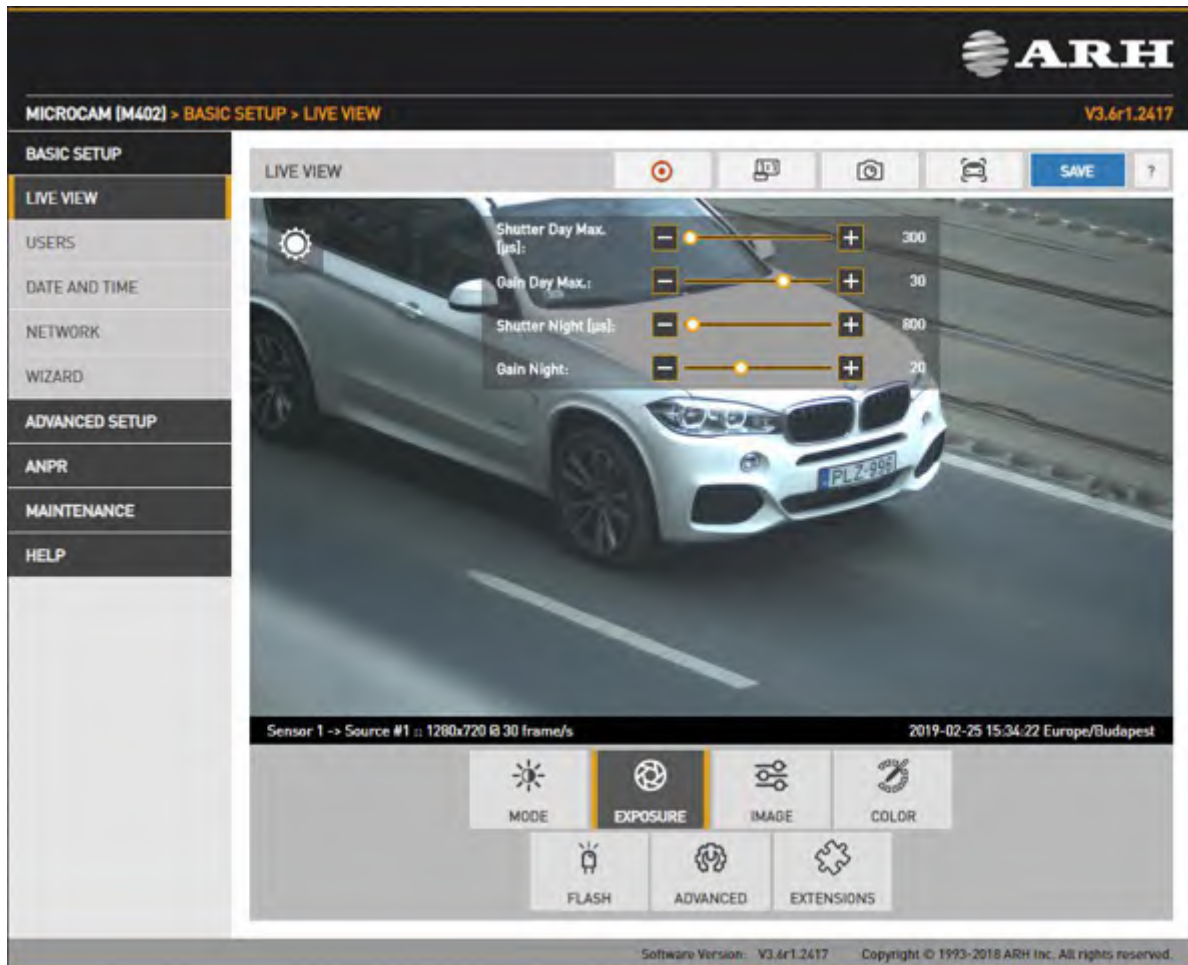 ARH
MICROCAM [M402] > BASIC SETUP > LIVE VIEW
V3.6r1.2417
BASIC SETUP
LIVE VIEW
USERS
DATE AND TIME
NETWORK
WIZARD
ADVANCED SETUP
ANPR
MAINTENANCE
HELP
LIVE VIEW
SAVE
?
Shutter Day Max. [µs]: 300
Gain Day Max.: 30
Shutter Night [µs]: 800
Gain Night: 20
PLZ-996
Sensor 1 -> Source #1 :: 1280x720 @ 30 frame/s
2019-02-25 15:34:22 Europe/Budapest
MODE
EXPOSURE
IMAGE
COLOR
FLASH
ADVANCED
EXTENSIONS
Software Version: V3.6r1.2417
Copyright © 1993-2018 ARH Inc. All rights reserved.